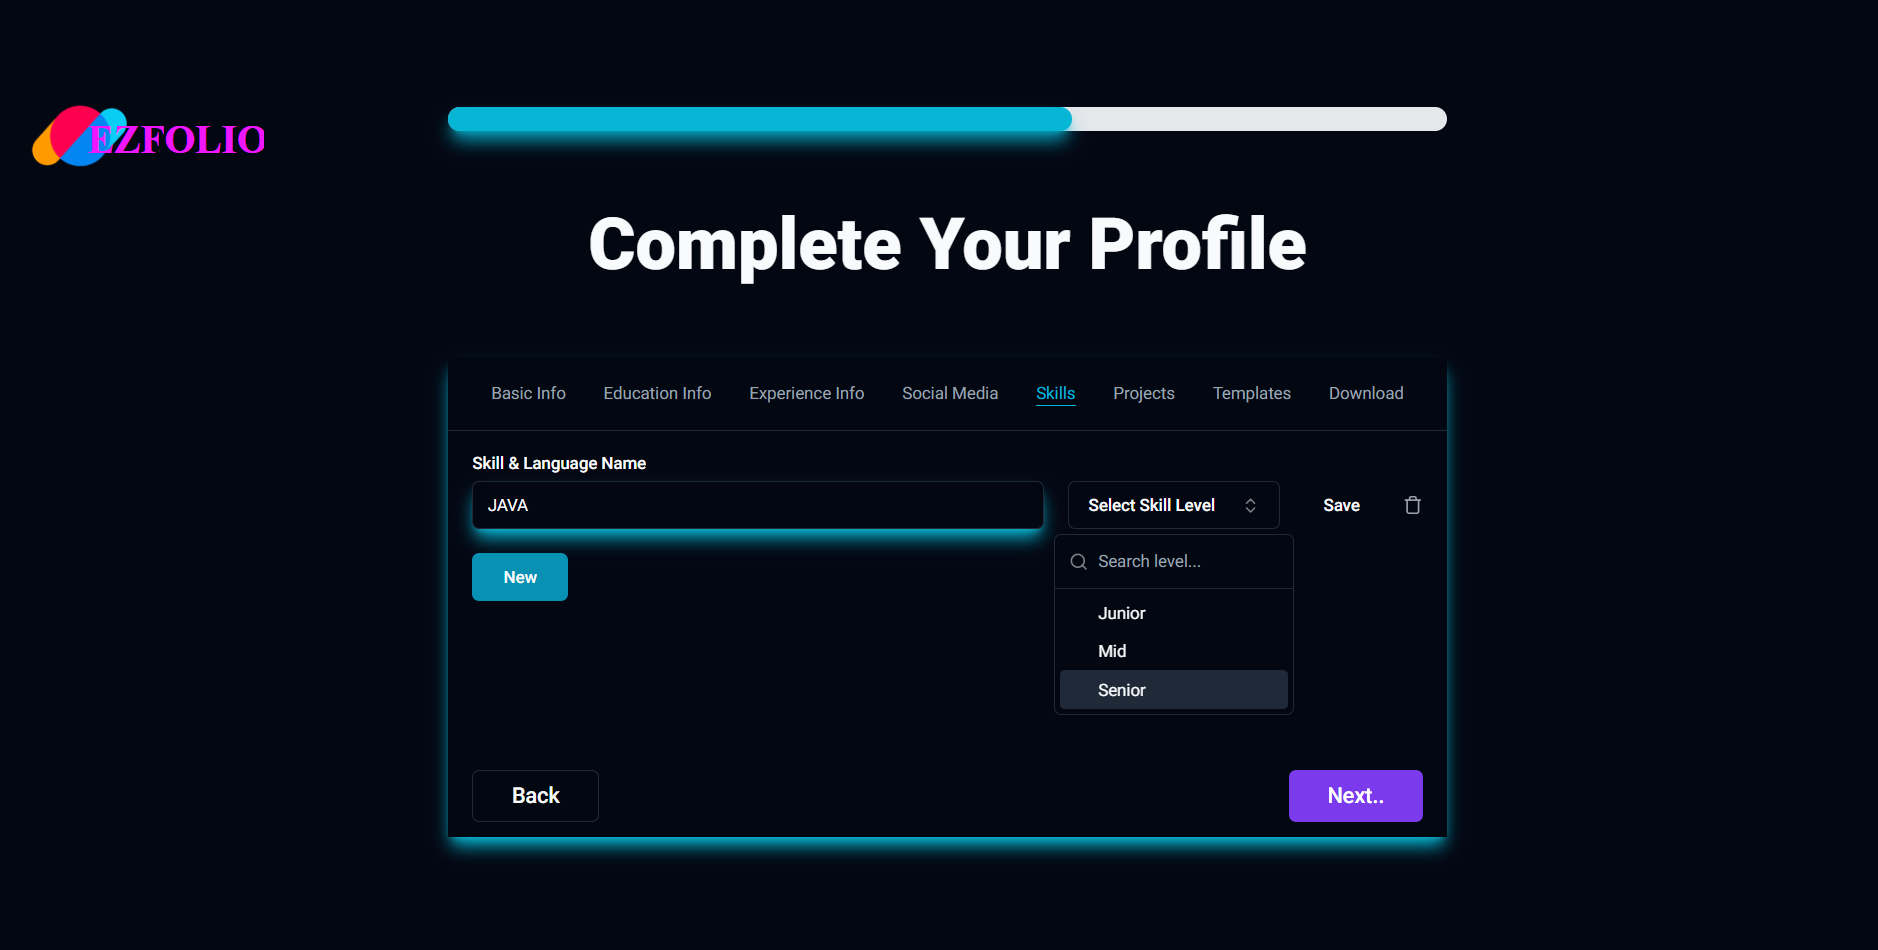 EZFOLIO
Complete Your Profile
Basic Info Education Info Experience Info Social Media Skills Projects Templates Download
Skill & Language Name
JAVA Select Skill Level Save
New
Search level...
Junior
Mid
Senior
Back Next..